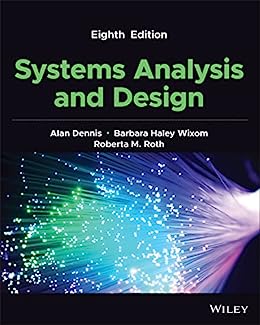 Eighth Edition
Systems Analysis
and Design
Alan Dennis • Barbara Haley Wixom
Roberta M. Roth
WILEY